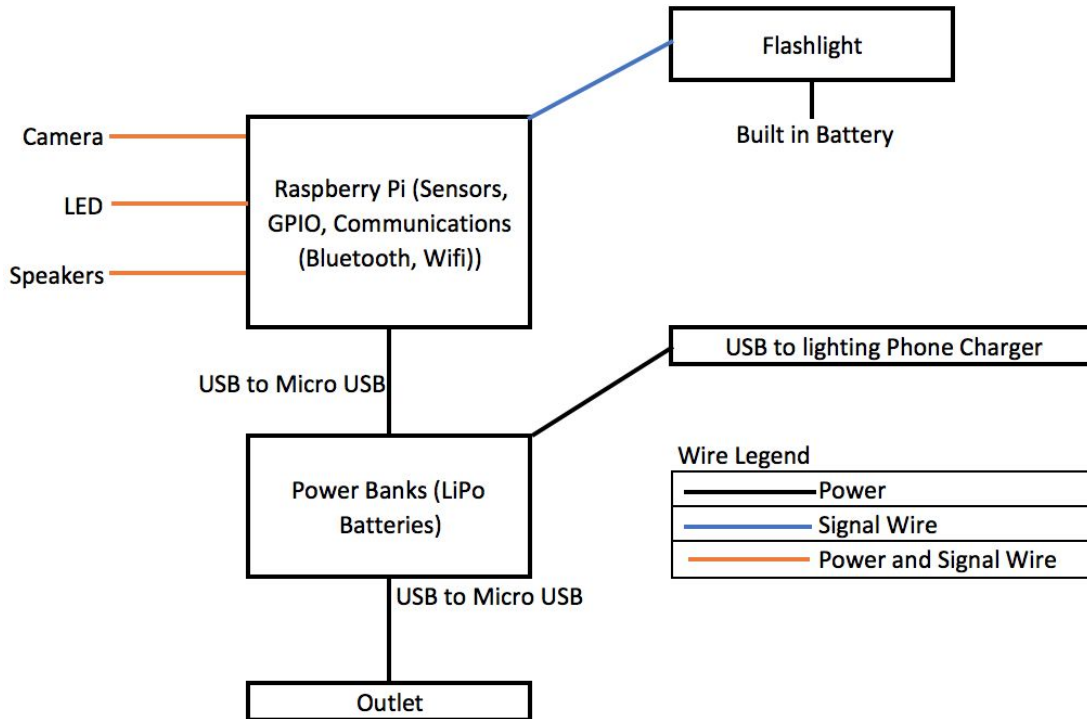 Flashlight
Built in Battery
Camera
LED
Speakers
Raspberry Pi (Sensors,
GPIO, Communications
(Bluetooth, Wifi))
USB to lighting Phone Charger
USB to Micro USB
Power Banks (LiPo
Batteries)
Wire Legend
Power
Signal Wire
Power and Signal Wire
USB to Micro USB
Outlet